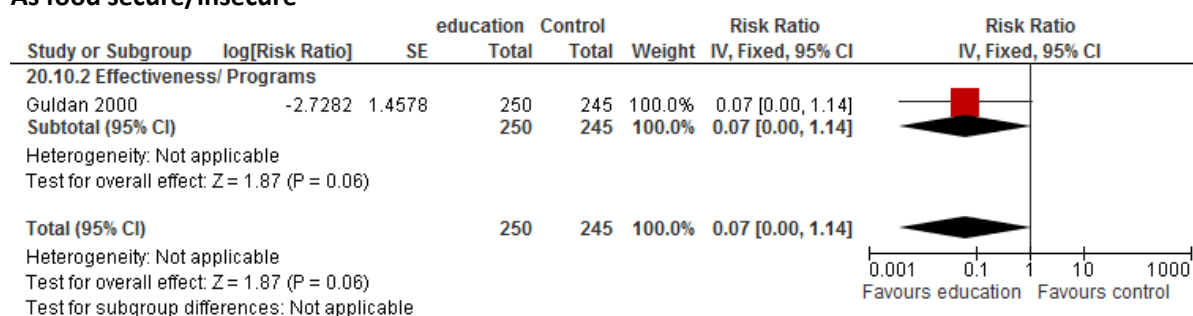 As food secure/insecure
education Control Risk Ratio Risk Ratio
Study or Subgroup log[Risk Ratio] SE Total Total Weight IV, Fixed, 95% CI IV, Fixed, 95% CI
20.10.2 Effectiveness/ Programs
Guldan 2000 -2.7282 1.4578 250 245 100.0% 0.07 [0.00, 1.14]
Subtotal (95% CI) 250 245 100.0% 0.07 [0.00, 1.14]
Heterogeneity: Not applicable
Test for overall effect: Z = 1.87 (P = 0.06)
Total (95% CI) 250 245 100.0% 0.07 [0.00, 1.14]
Heterogeneity: Not applicable
Test for overall effect: Z = 1.87 (P = 0.06)
Test for subgroup differences: Not applicable
0.001 0.1 1 10 1000
Favours education Favours control